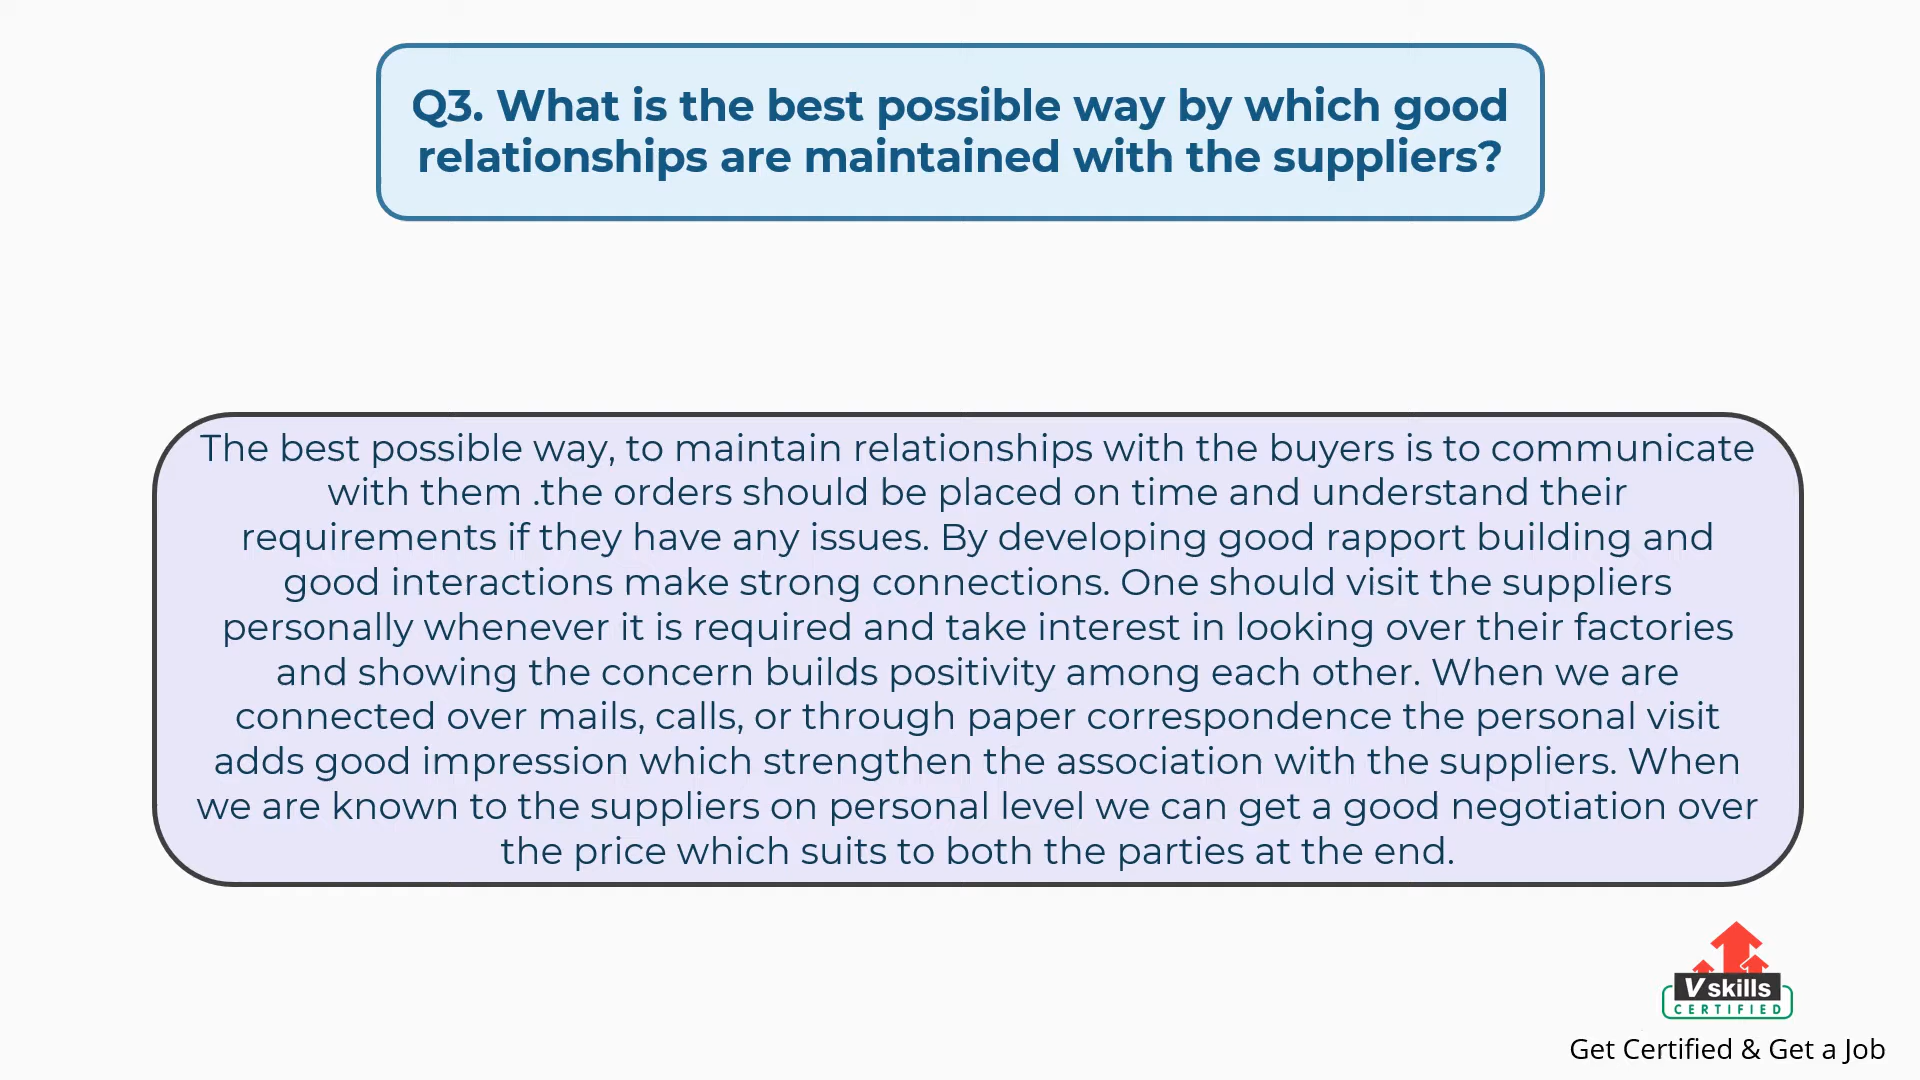 Q3. What is the best possible way by which good
relationships are maintained with the suppliers?
The best possible way, to maintain relationships with the buyers is to communicate
with them .the orders should be placed on time and understand their
requirements if they have any issues. By developing good rapport building and
good interactions make strong connections. One should visit the suppliers
personally whenever it is required and take interest in looking over their factories
and showing the concern builds positivity among each other. When we are
connected over mails, calls, or through paper correspondence the personal visit
adds good impression which strengthen the association with the suppliers. When
we are known to the suppliers on personal level we can get a good negotiation over
the price which suits to both the parties at the end.
Vskills
CERTIFIED
Get Certified & Get a Job